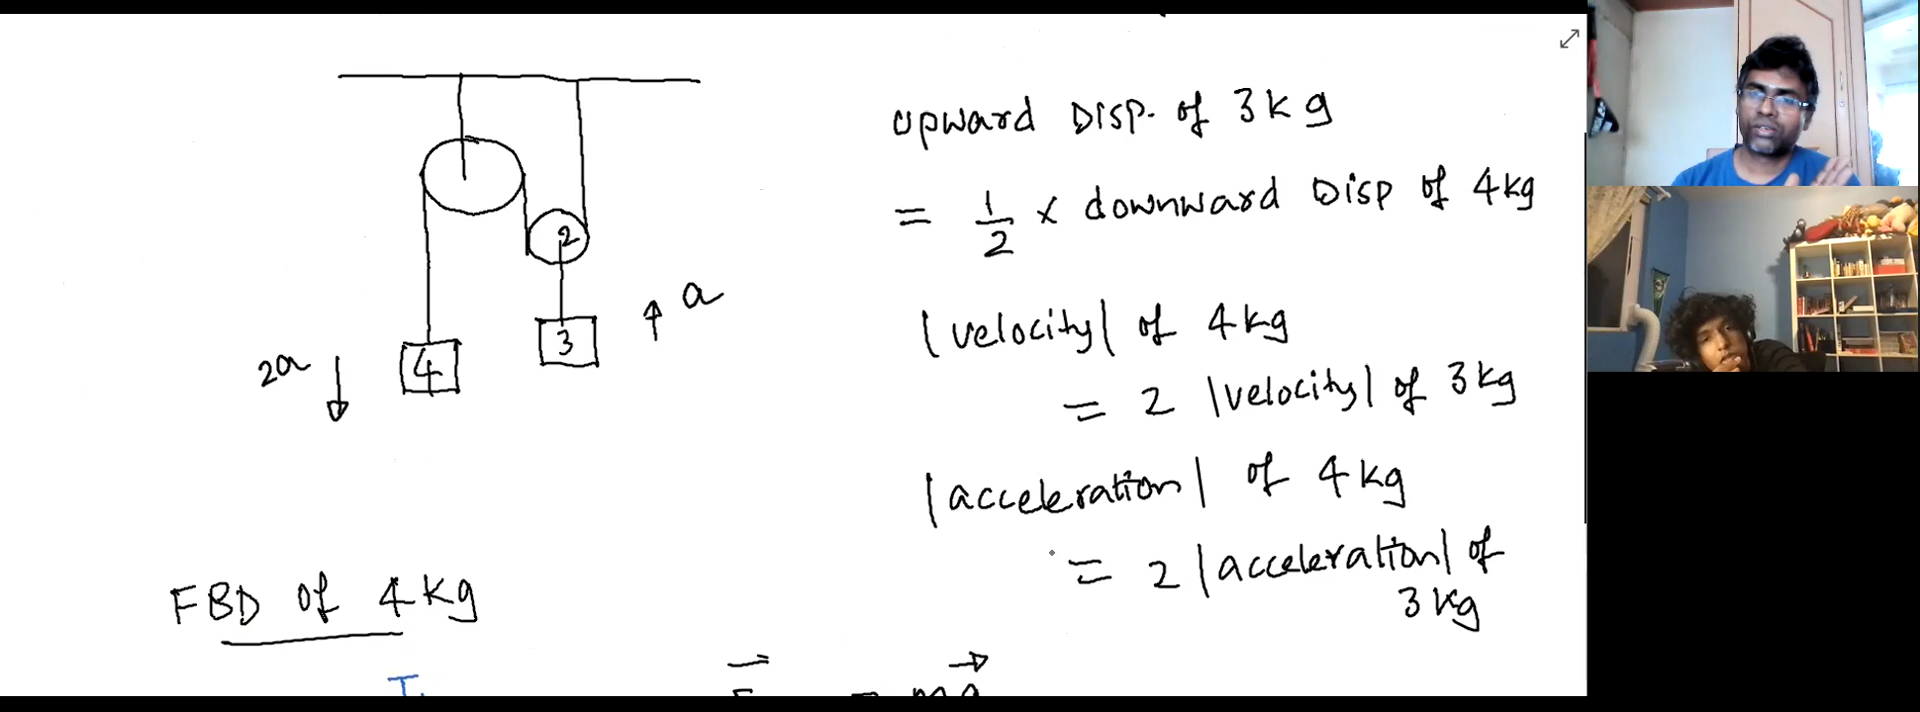 upward Disp. of 3kg
= 1/2 x downward Disp of 4kg
2
a
3
2a
4
|velocity| of 4kg
= 2 |velocity| of 3kg
|acceleration| of 4kg
= 2 |acceleration| of
3kg
FBD of 4kg
T
= ma